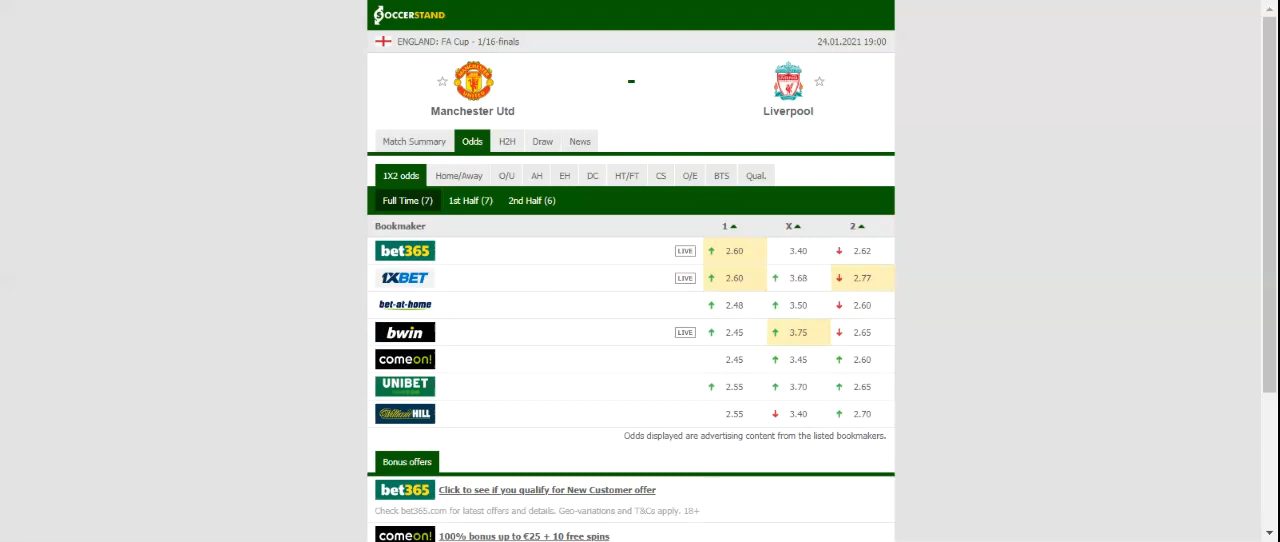 SOCCERSTAND
ENGLAND: FA Cup - 1/16-finals 24.01.2021 19:00
-
Manchester Utd Liverpool
Match Summary Odds H2H Draw News
1X2 odds Home/Away O/U AH EH DC HT/FT CS O/E BTS Qual.
Full Time (7) 1st Half (7) 2nd Half (6)
Bookmaker 1 X 2
bet365 LIVE 2.60 3.40 2.62
1XBET LIVE 2.60 3.68 2.77
bet-at-home 2.48 3.50 2.60
bwin LIVE 2.45 3.75 2.65
comeon! 2.45 3.45 2.60
UNIBET 2.55 3.70 2.65
William HILL 2.55 3.40 2.70
Odds displayed are advertising content from the listed bookmakers.
Bonus offers
bet365 Click to see if you qualify for New Customer offer
Check bet365.com for latest offers and details. Geo-variations and T&Cs apply. 18+
comeon! 100% bonus up to €25 + 10 free spins